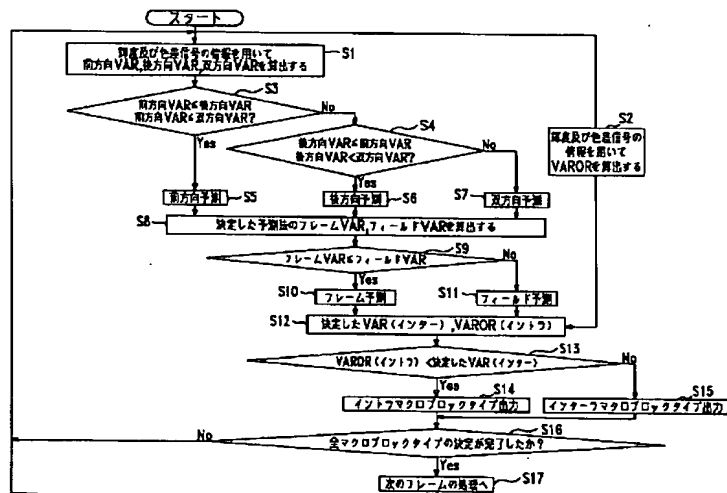 スタート
S1
輝度及び色差信号の情報を用いて
前方向VAR,後方向VAR,双方向VARを算出する
S3
前方向VAR≤後方向VAR
前方向VAR≤双方向VAR?
No
Yes
S4
後方向VAR≤前方向VAR
後方向VAR<双方向VAR?
No
Yes
S2
輝度及び色差信号の
情報を用いて
VARORを算出する
前方向予測
S5
後方向予測
S6
S7
双方向予測
S8
決定した予測法のフレームVAR,フィールドVARを算出する
S9
フレームVAR≤フィールドVAR
No
Yes
S10
フレーム予測
S11
フィールド予測
S12
決定したVAR(インター),VAROR(イントラ)
S13
VAROR(イントラ)<決定したVAR(インター)
No
Yes
S14
イントラマクロブロックタイプ出力
S15
インターラマクロブロックタイプ出力
S16
全マクロブロックタイプの決定が完了したか?
No
Yes
S17
次のフレームの処理へ